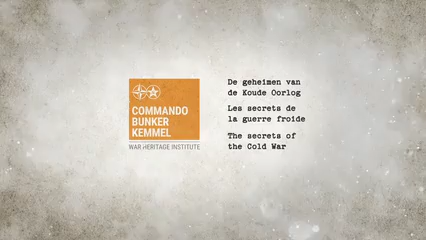 COMMANDO
BUNKER
KEMMEL
WAR HERITAGE INSTITUTE
De geheimen van
de Koude Oorlog
Les secrets de
la guerre froide
The secrets of
the Cold War